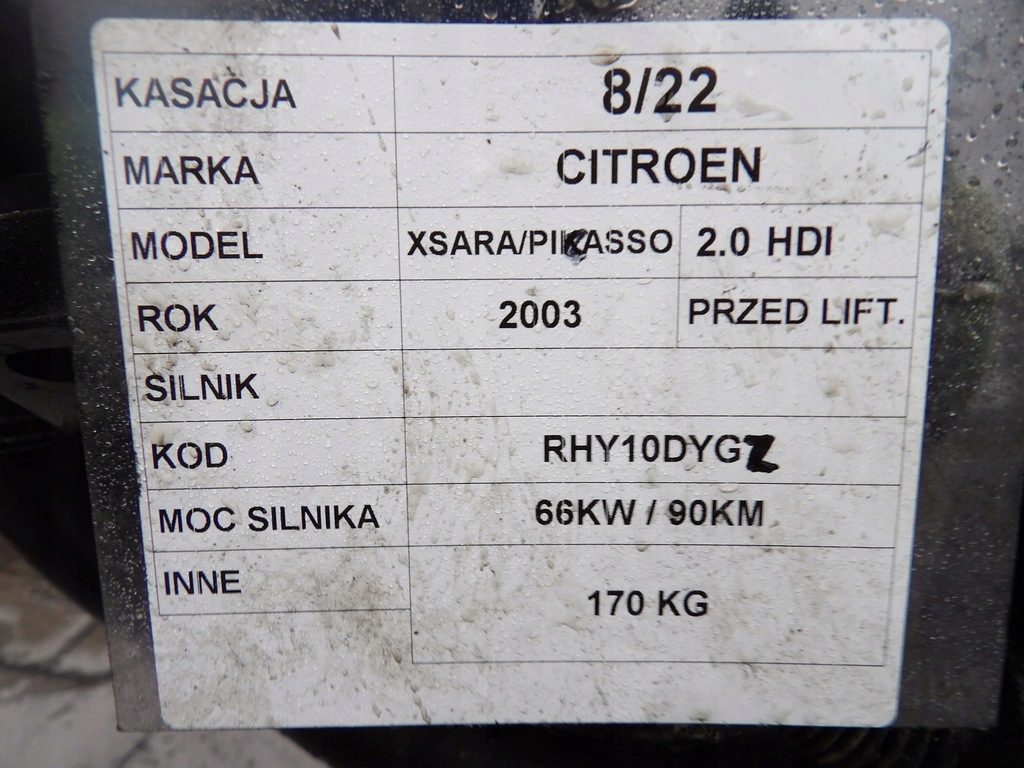 KASACJA 8/22
MARKA CITROEN
MODEL XSARA/PIKASSO 2.0 HDI
ROK 2003 PRZED LIFT.
SILNIK
KOD RHY10DYGZ
MOC SILNIKA 66KW / 90KM
INNE 170 KG